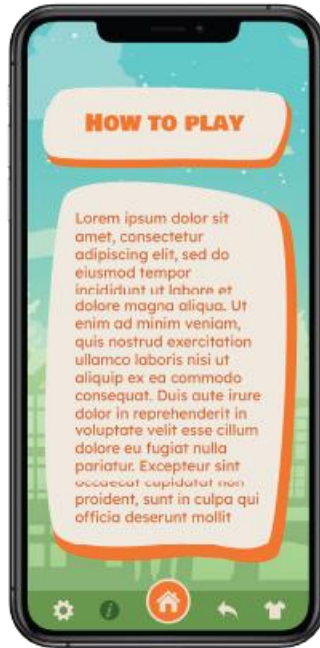 How to play
Lorem ipsum dolor sit
amet, consectetur
adipiscing elit, sed do
eiusmod tempor
incididunt ut labore et
dolore magna aliqua. Ut
enim ad minim veniam,
quis nostrud exercitation
ullamco laboris nisi ut
aliquip ex ea commodo
consequat. Duis aute irure
dolor in reprehenderit in
voluptate velit esse cillum
dolore eu fugiat nulla
pariatur. Excepteur sint
occaecat cupidatat non
proident, sunt in culpa qui
officia deserunt mollit
i